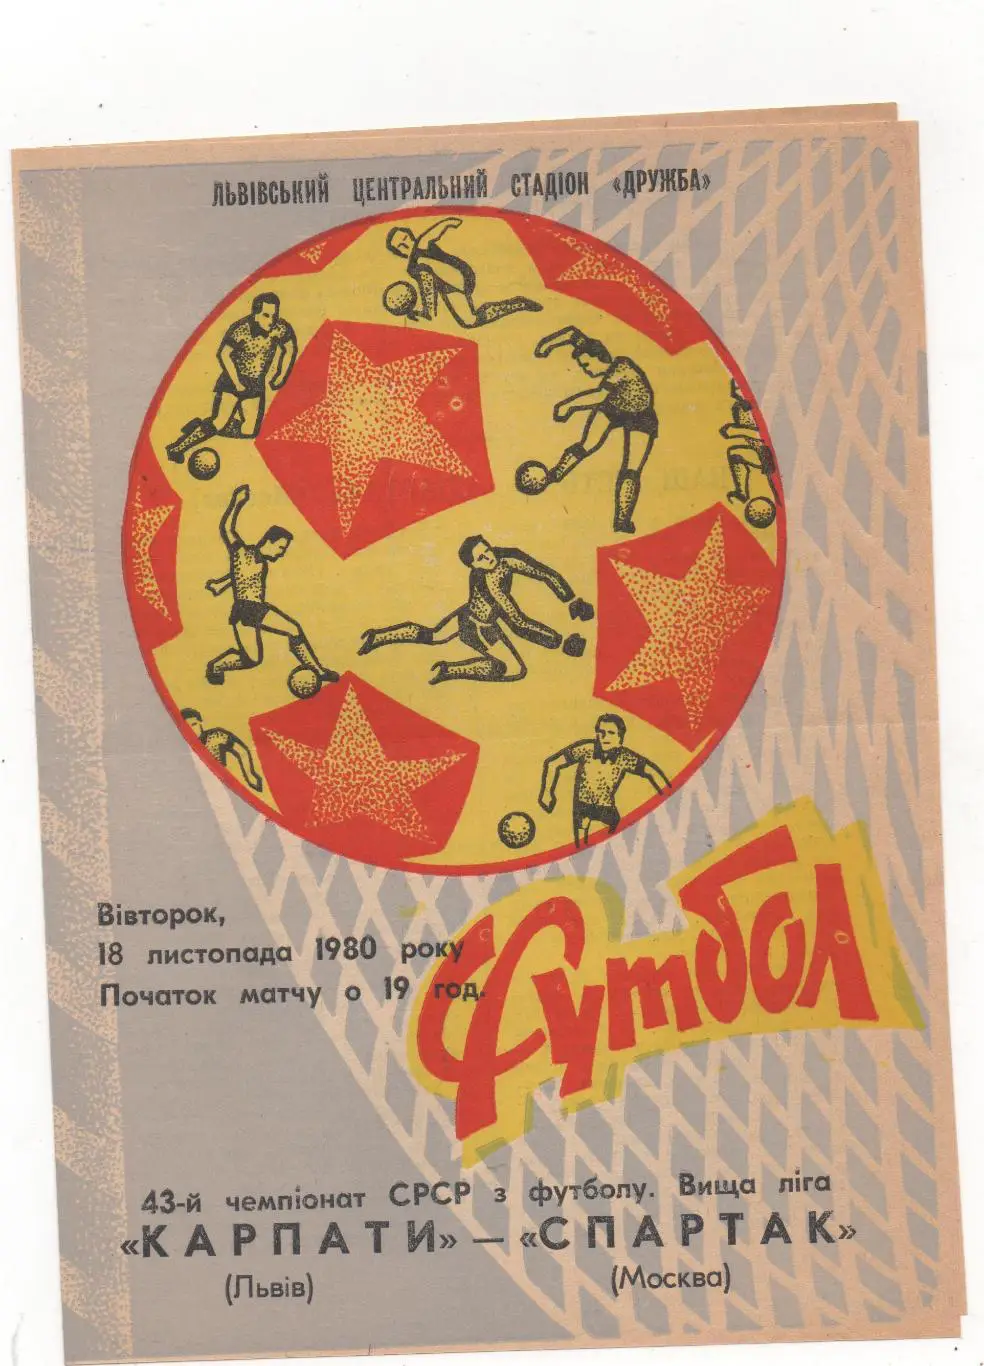 ЛЬВІВСЬКИЙ ЦЕНТРАЛЬНИЙ СТАДІОН «ДРУЖБА»
Вівторок,
18 листопада 1980 року
Початок матчу о 19 год.
Футбол
43-й чемпіонат СРСР з футболу. Вища ліга
«КАРПАТИ» — «СПАРТАК»
(Львів) (Москва)